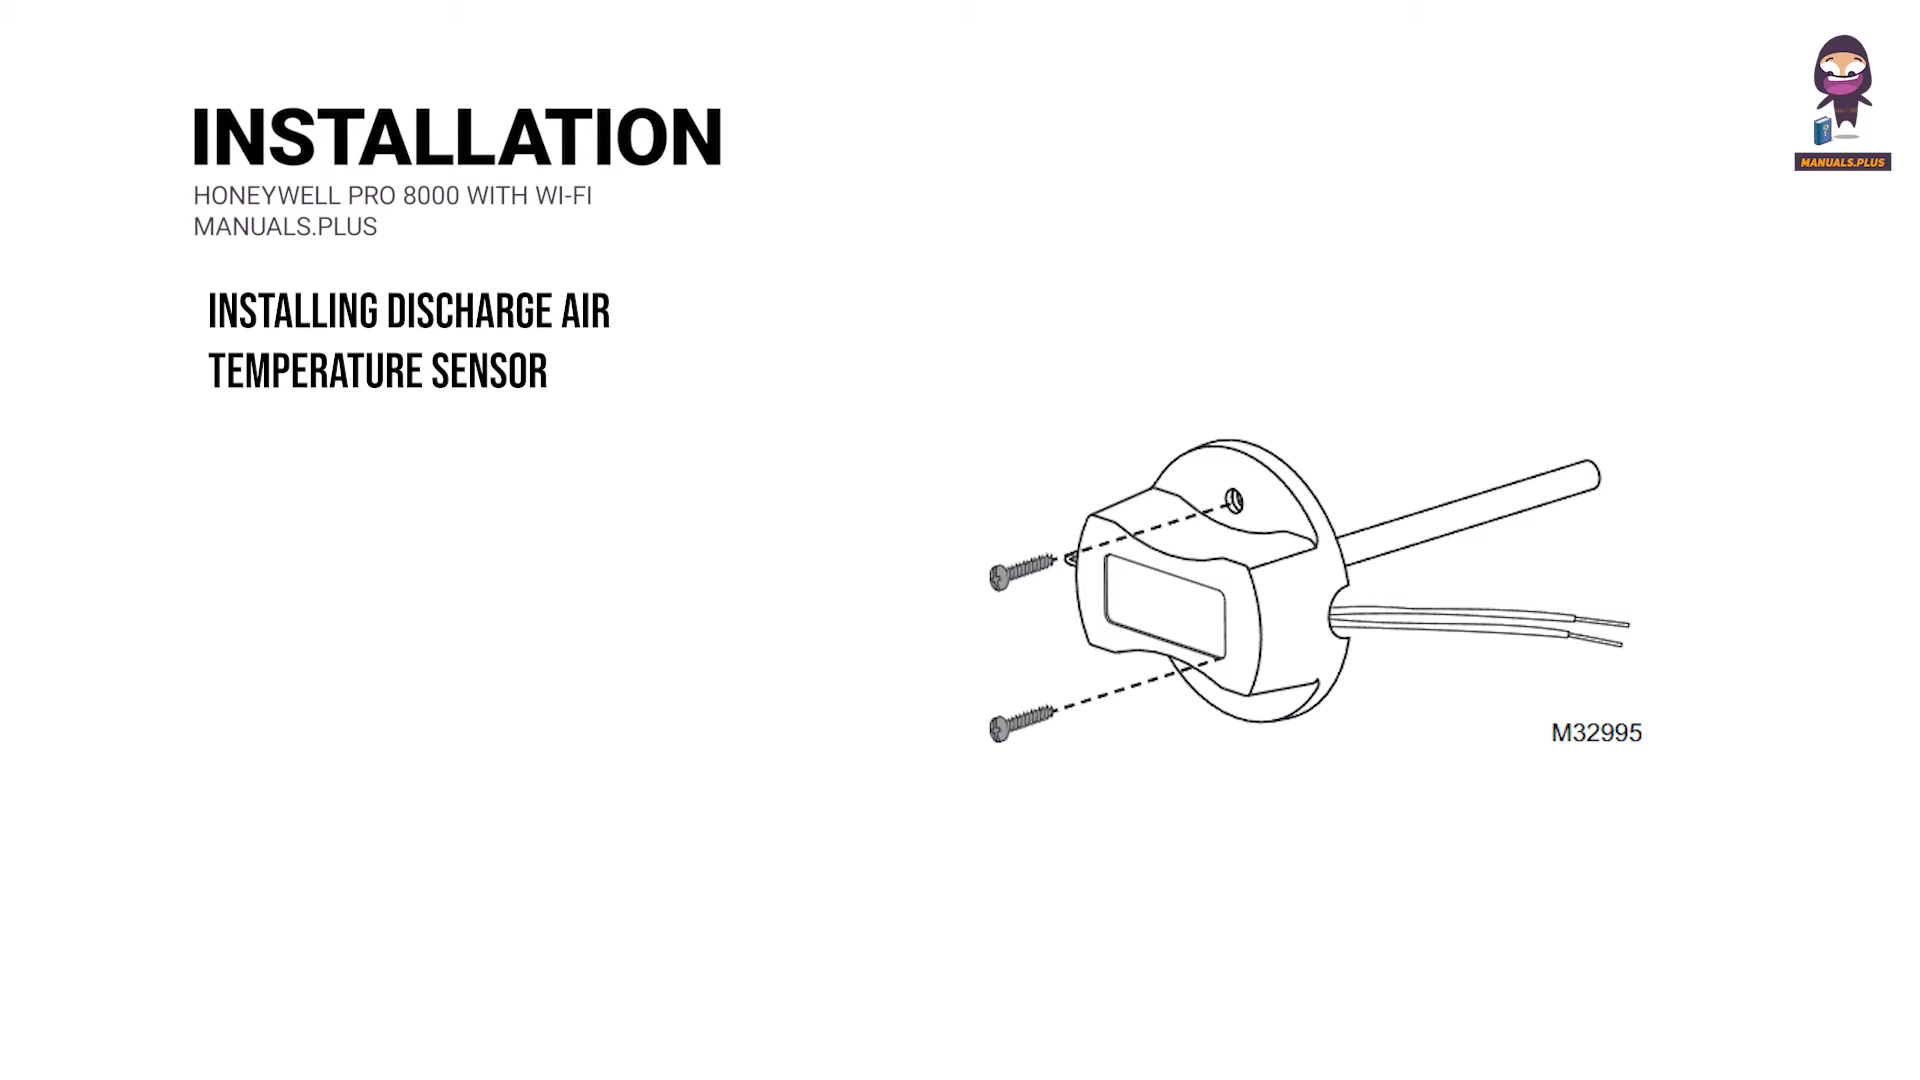 INSTALLATION
HONEYWELL PRO 8000 WITH WI-FI
MANUALS.PLUS
INSTALLING DISCHARGE AIR
TEMPERATURE SENSOR
M32995
?
MANUALS.PLUS